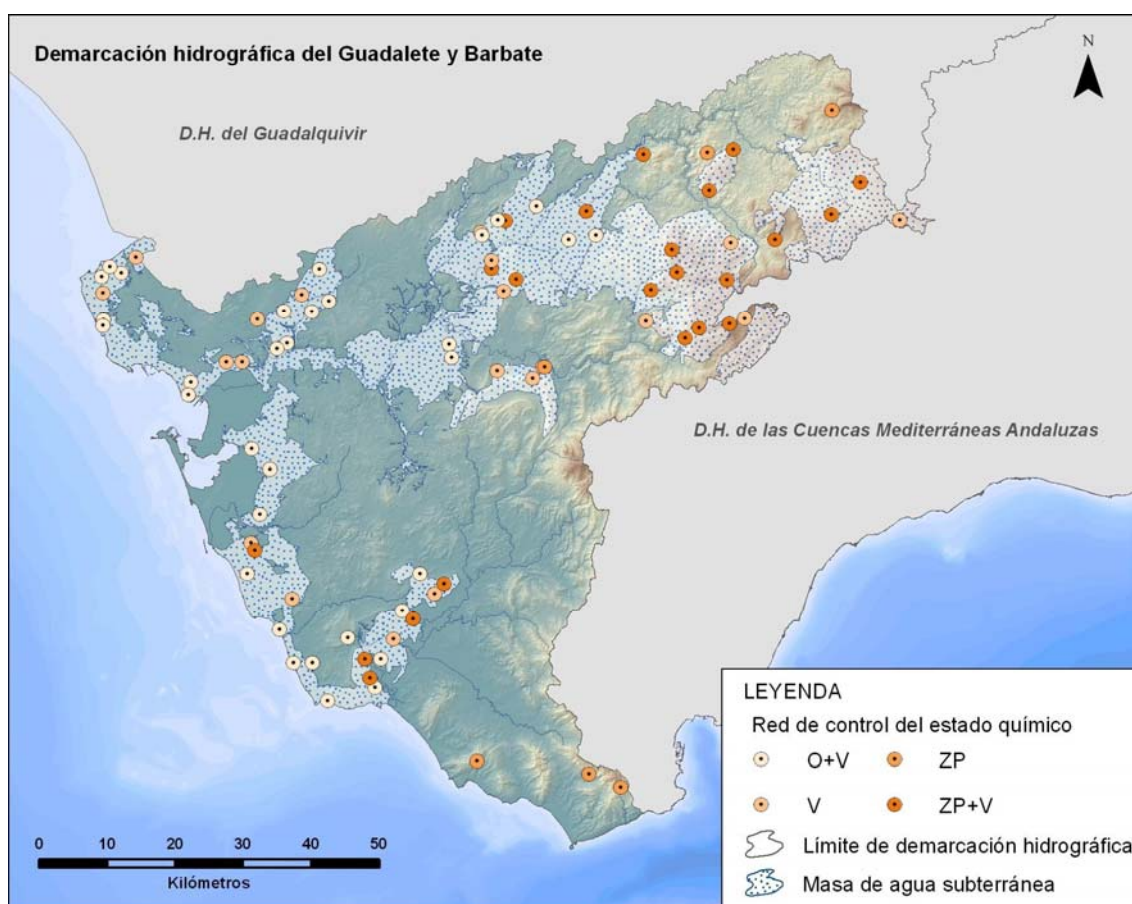 Demarcación hidrográfica del Guadalete y Barbate
N
D.H. del Guadalquivir
D.H. de las Cuencas Mediterráneas Andaluzas
LEYENDA
Red de control del estado químico
O+V ZP
V ZP+V
Límite de demarcación hidrográfica
Masa de agua subterránea
0 10 20 30 40 50
Kilómetros